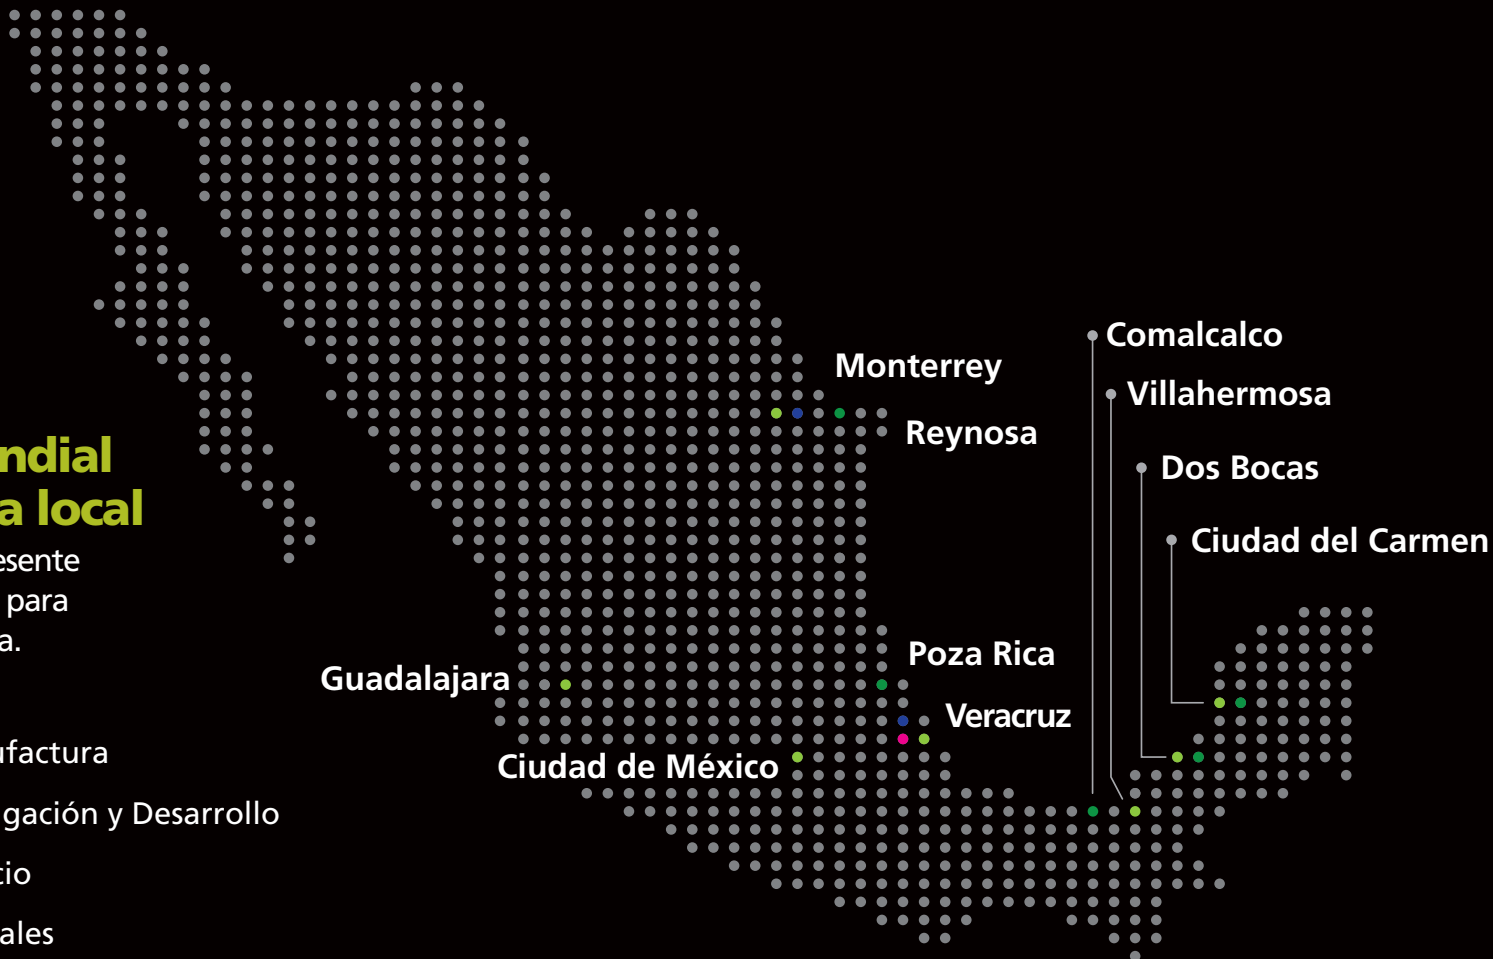 ndial
a local
esente
para
a.
ufactura
gación y Desarrollo
cio
ales
Monterrey
Reynosa
Comalcalco
Villahermosa
Dos Bocas
Ciudad del Carmen
Guadalajara
Poza Rica
Veracruz
Ciudad de México